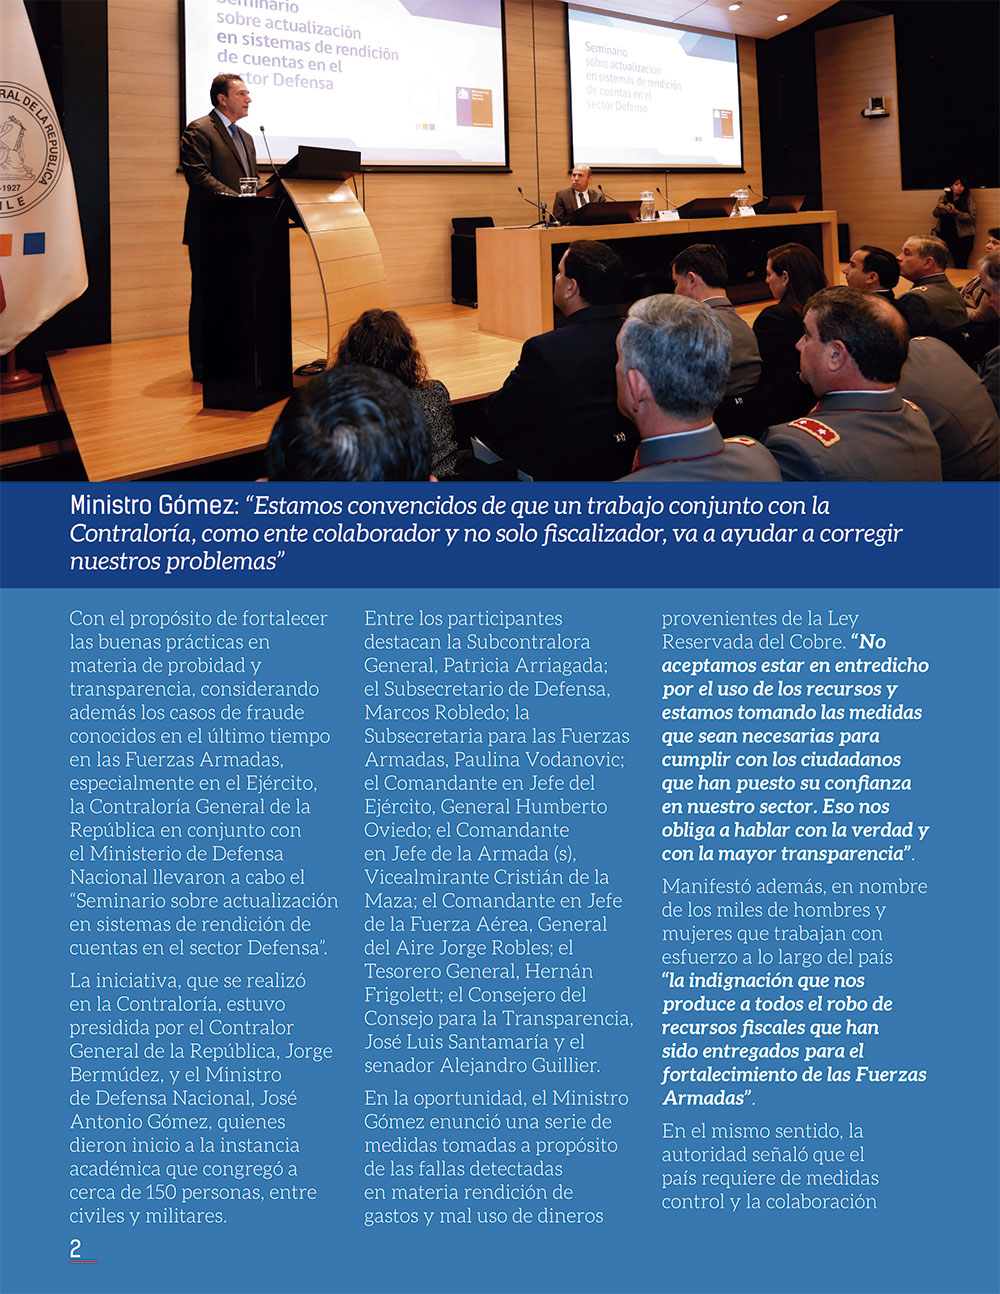 Seminario
sobre actualización
en sistemas de rendición
de cuentas en el
sector Defensa
Seminario
sobre actualización
en sistemas de rendición
de cuentas en el
sector Defensa
RAL DE LA REPUBLICA
1927
ILE
Ministro Gómez: “Estamos convencidos de que un trabajo conjunto con la
Contraloría, como ente colaborador y no solo fiscalizador, va a ayudar a corregir
nuestros problemas”
Con el propósito de fortalecer
las buenas prácticas en
materia de probidad y
transparencia, considerando
además los casos de fraude
conocidos en el último tiempo
en las Fuerzas Armadas,
especialmente en el Ejército,
la Contraloría General de la
República en conjunto con
el Ministerio de Defensa
Nacional llevaron a cabo el
“Seminario sobre actualización
en sistemas de rendición de
cuentas en el sector Defensa”.
La iniciativa, que se realizó
en la Contraloría, estuvo
presidida por el Contralor
General de la República, Jorge
Bermúdez, y el Ministro
de Defensa Nacional, José
Antonio Gómez, quienes
dieron inicio a la instancia
académica que congregó a
cerca de 150 personas, entre
civiles y militares.
Entre los participantes
destacan la Subcontralora
General, Patricia Arriagada;
el Subsecretario de Defensa,
Marcos Robledo; la
Subsecretaria para las Fuerzas
Armadas, Paulina Vodanovic;
el Comandante en Jefe del
Ejército, General Humberto
Oviedo; el Comandante
en Jefe de la Armada (s),
Vicealmirante Cristián de la
Maza; el Comandante en Jefe
de la Fuerza Aérea, General
del Aire Jorge Robles; el
Tesorero General, Hernán
Frigolett; el Consejero del
Consejo para la Transparencia,
José Luis Santamaría y el
senador Alejandro Guillier.
En la oportunidad, el Ministro
Gómez enunció una serie de
medidas tomadas a propósito
de las fallas detectadas
en materia rendición de
gastos y mal uso de dineros
provenientes de la Ley
Reservada del Cobre. “No
aceptamos estar en entredicho
por el uso de los recursos y
estamos tomando las medidas
que sean necesarias para
cumplir con los ciudadanos
que han puesto su confianza
en nuestro sector. Eso nos
obliga a hablar con la verdad y
con la mayor transparencia”.
Manifestó además, en nombre
de los miles de hombres y
mujeres que trabajan con
esfuerzo a lo largo del país
“la indignación que nos
produce a todos el robo de
recursos fiscales que han
sido entregados para el
fortalecimiento de las Fuerzas
Armadas”.
En el mismo sentido, la
autoridad señaló que el
país requiere de medidas
control y la colaboración
2